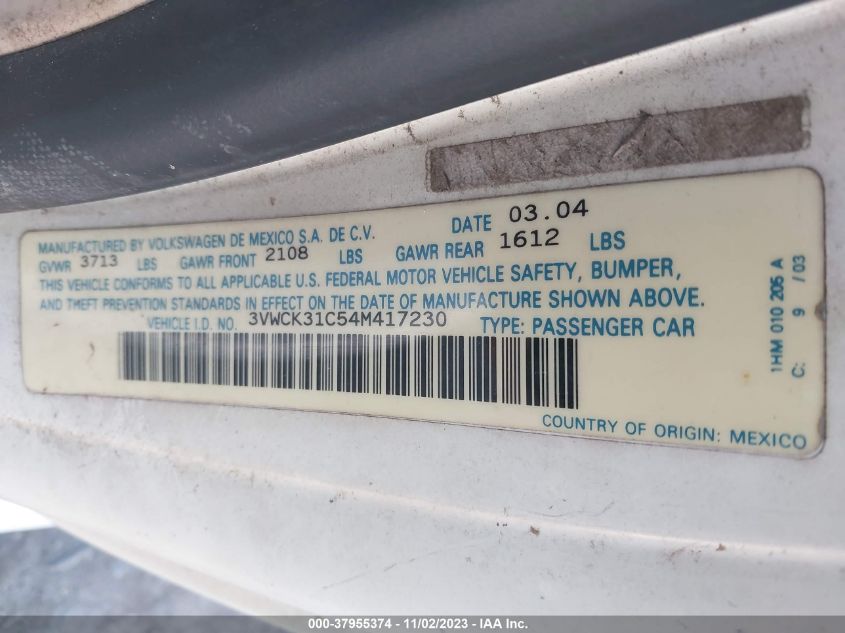 MANUFACTURED BY VOLKSWAGEN DE MEXICO S.A. DE C.V. DATE 03.04
GVWR 3713 LBS GAWR FRONT 2108 LBS GAWR REAR 1612 LBS
THIS VEHICLE CONFORMS TO ALL APPLICABLE U.S. FEDERAL MOTOR VEHICLE SAFETY, BUMPER,
AND THEFT PREVENTION STANDARDS IN EFFECT ON THE DATE OF MANUFACTURE SHOWN ABOVE.
VEHICLE I.D. NO. 3VWCK31C54M417230 TYPE: PASSENGER CAR
COUNTRY OF ORIGIN: MEXICO
1HM 010 205 A
C: 9 / 03
000-37955374 - 11/02/2023 - IAA Inc.